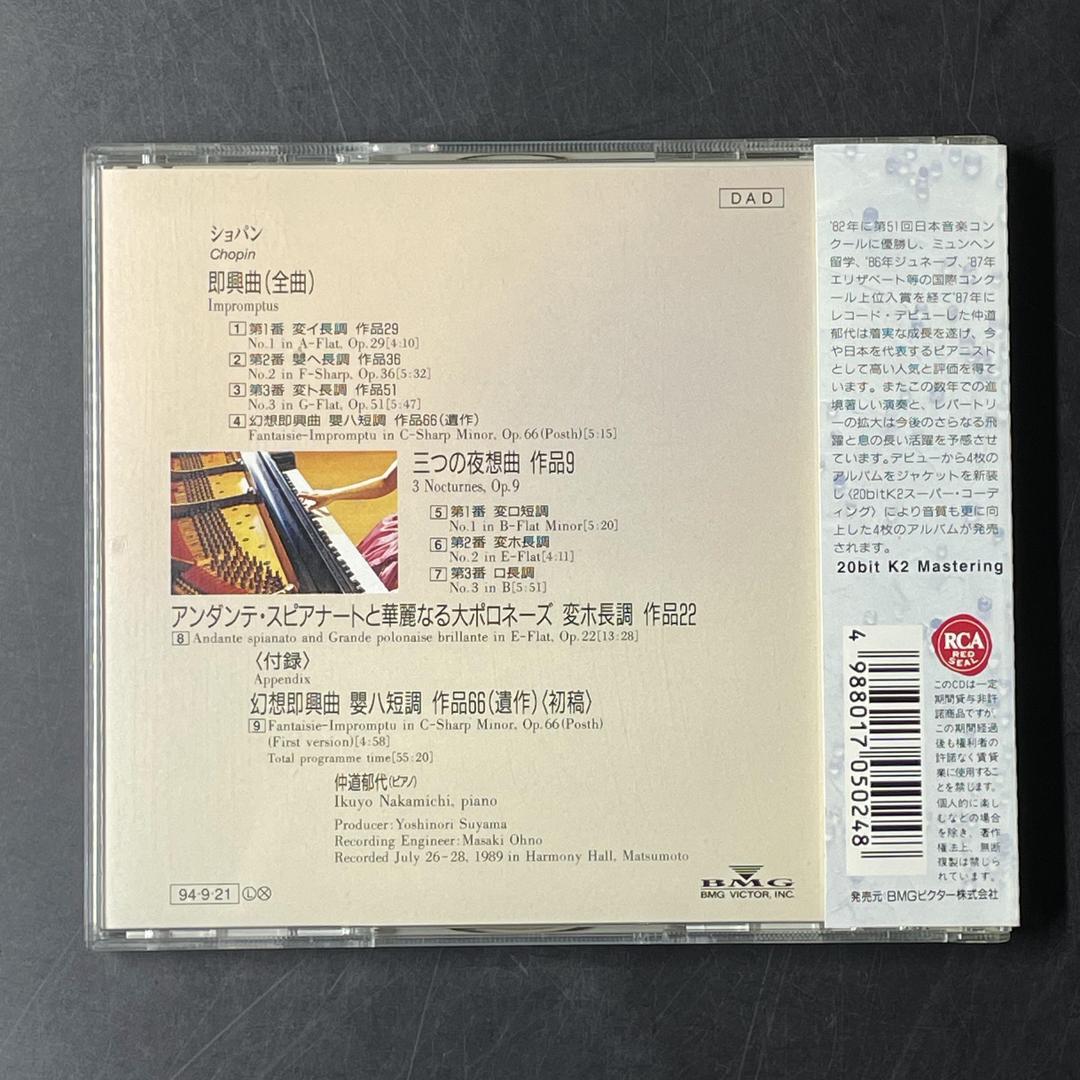 DAD
ショパン
Chopin
即興曲(全曲)
Impromptus
1 第1番 変イ長調 作品29
No.1 in A-Flat, Op.29[4:10]
2 第2番 嬰ヘ長調 作品36
No.2 in F-Sharp, Op.36[5:32]
3 第3番 変ト長調 作品51
No.3 in G-Flat, Op.51[5:47]
4 幻想即興曲 嬰ハ短調 作品66(遺作)
Fantaisie-Impromptu in C-Sharp Minor, Op.66(Posth)[5:15]
三つの夜想曲 作品9
3 Nocturnes, Op.9
5 第1番 変ロ短調
No.1 in B-Flat Minor[5:20]
6 第2番 変ホ長調
No.2 in E-Flat[4:11]
7 第3番 ロ長調
No.3 in B[5:51]
アンダンテ・スピアナートと華麗なる大ポロネーズ 変ホ長調 作品22
8 Andante spianato and Grande polonaise brillante in E-Flat, Op.22[13:28]
〈付録〉
Appendix
幻想即興曲 嬰ハ短調 作品66(遺作)〈初稿〉
9 Fantaisie-Impromptu in C-Sharp Minor, Op.66(Posth)
(First version)[4:58]
Total programme time[55:20]
仲道郁代(ピアノ)
Ikuyo Nakamichi, piano
Producer:Yoshinori Suyama
Recording Engineer:Masaki Ohno
Recorded July 26-28, 1989 in Harmony Hall, Matsumoto
94・9・21 Ⓛ Ⓧ
BMG
BMG VICTOR, INC.
'82年に第51回日本音楽コン
クールに優勝し、ミュンヘン
留学、'86年ジュネーブ、'87年
エリザベート等の国際コンク
ール上位入賞を経て'87年に
レコード・デビューした仲道
郁代は着実な成長を遂げ、今
や日本を代表するピアニスト
として高い人気と評価を得て
います。またこの数年での進
境著しい演奏と、レパートリ
ーの拡大は今後のさらなる飛
躍と息の長い活躍を予感させ
ています。デビューから4枚の
アルバムをジャケットを新装
し〈20bitK2スーパー・コーデ
ィング〉により音質も更に向
上した4枚のアルバムが発売
されます。
20bit K2 Mastering
RCA
RED
SEAL
4 988017 050248
このCDは一定
期間貸与非許
諾商品ですが、
この期間経過
後も権利者の
許諾なく賃貸
業に使用するこ
とを禁じます。
個人的に楽し
むなどの場合
を除き、著作
権法上、無断
複製は禁じら
れています。
発売元:BMGビクター株式会社